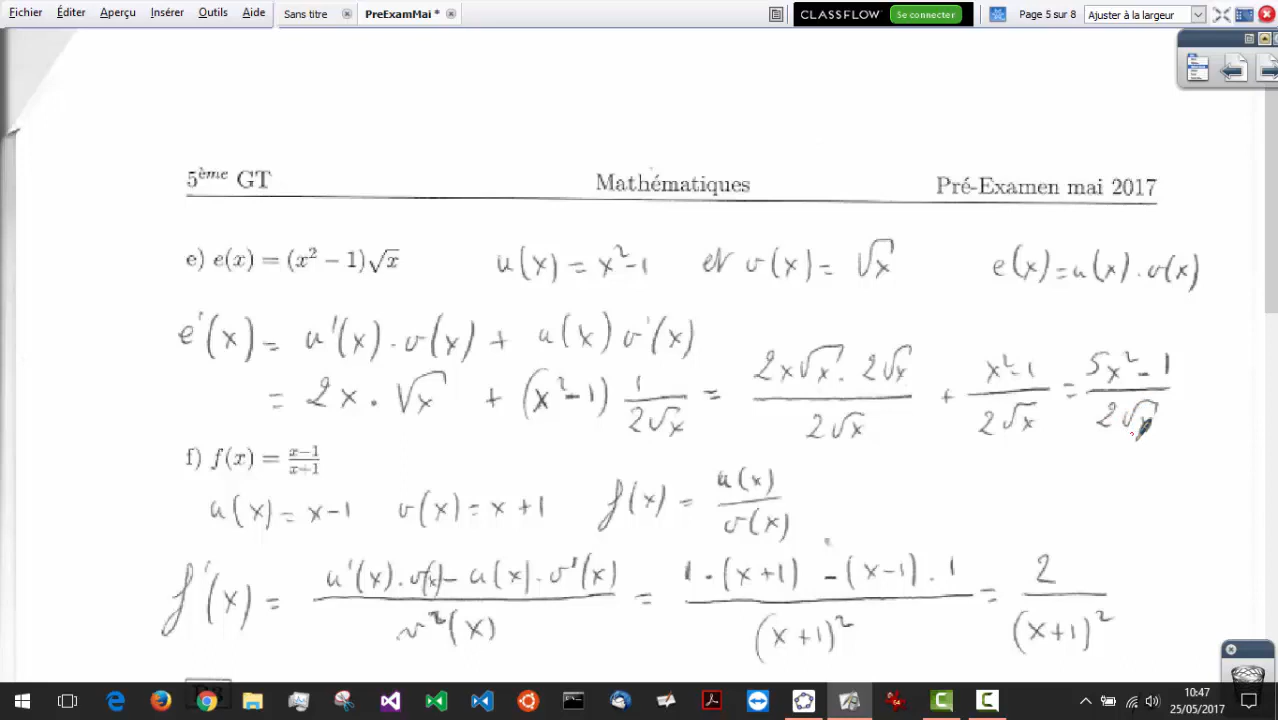 Fichier Éditer Aperçu Insérer Outils Aide Sans titre PreExamMai * CLASSFLOW Se connecter Page 5 sur 8 Ajuster à la largeur
5ème GT Mathématiques Pré-Examen mai 2017
e) e(x) = (x² − 1)√x u(x) = x²-1 et v(x) = √x e(x) = u(x) . v(x)
e'(x) = u'(x) . v(x) + u(x) v'(x)
= 2x . √x + (x²-1) 1/(2√x) = (2x√x . 2√x)/(2√x) + (x²-1)/(2√x) = (5x²-1)/(2√x)
f) f(x) = (x−1)/(x+1)
u(x) = x-1 v(x) = x+1 f(x) = u(x)/v(x)
f'(x) = (u'(x) . v(x) - u(x) . v'(x))/(v²(x)) = (1 . (x+1) - (x-1) . 1)/((x+1)²) = 2/((x+1)²)
64
10:47
25/05/2017